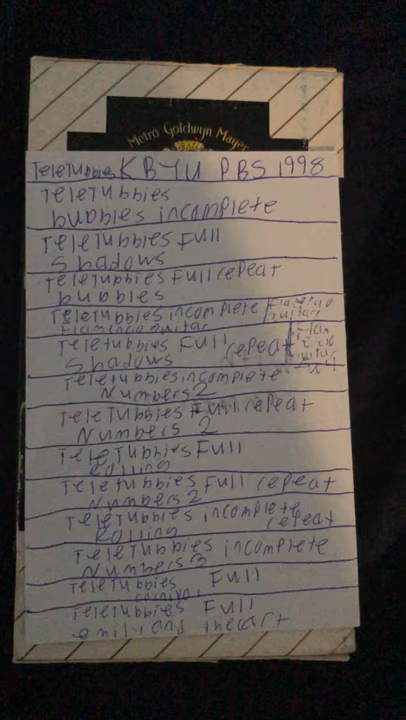 Metro Goldwyn Mayer
Teletubbies KBYU PBS 1998
Teletubbies
bubbles incomplete
Teletubbies Full
Shadows
Teletubbies Full repeat
bubbles
Teletubbies incomplete
Teletubbies Full repeat
Shadows
Teletubbies incomplete
Numbers 2
Teletubbies Full repeat
Numbers 2
Teletubbies Full
Rolling
Teletubbies Full repeat
Numbers 2
Teletubbies incomplete
Rolling repeat
Teletubbies incomplete
Numbers 3
Teletubbies Full
Teletubbies Full